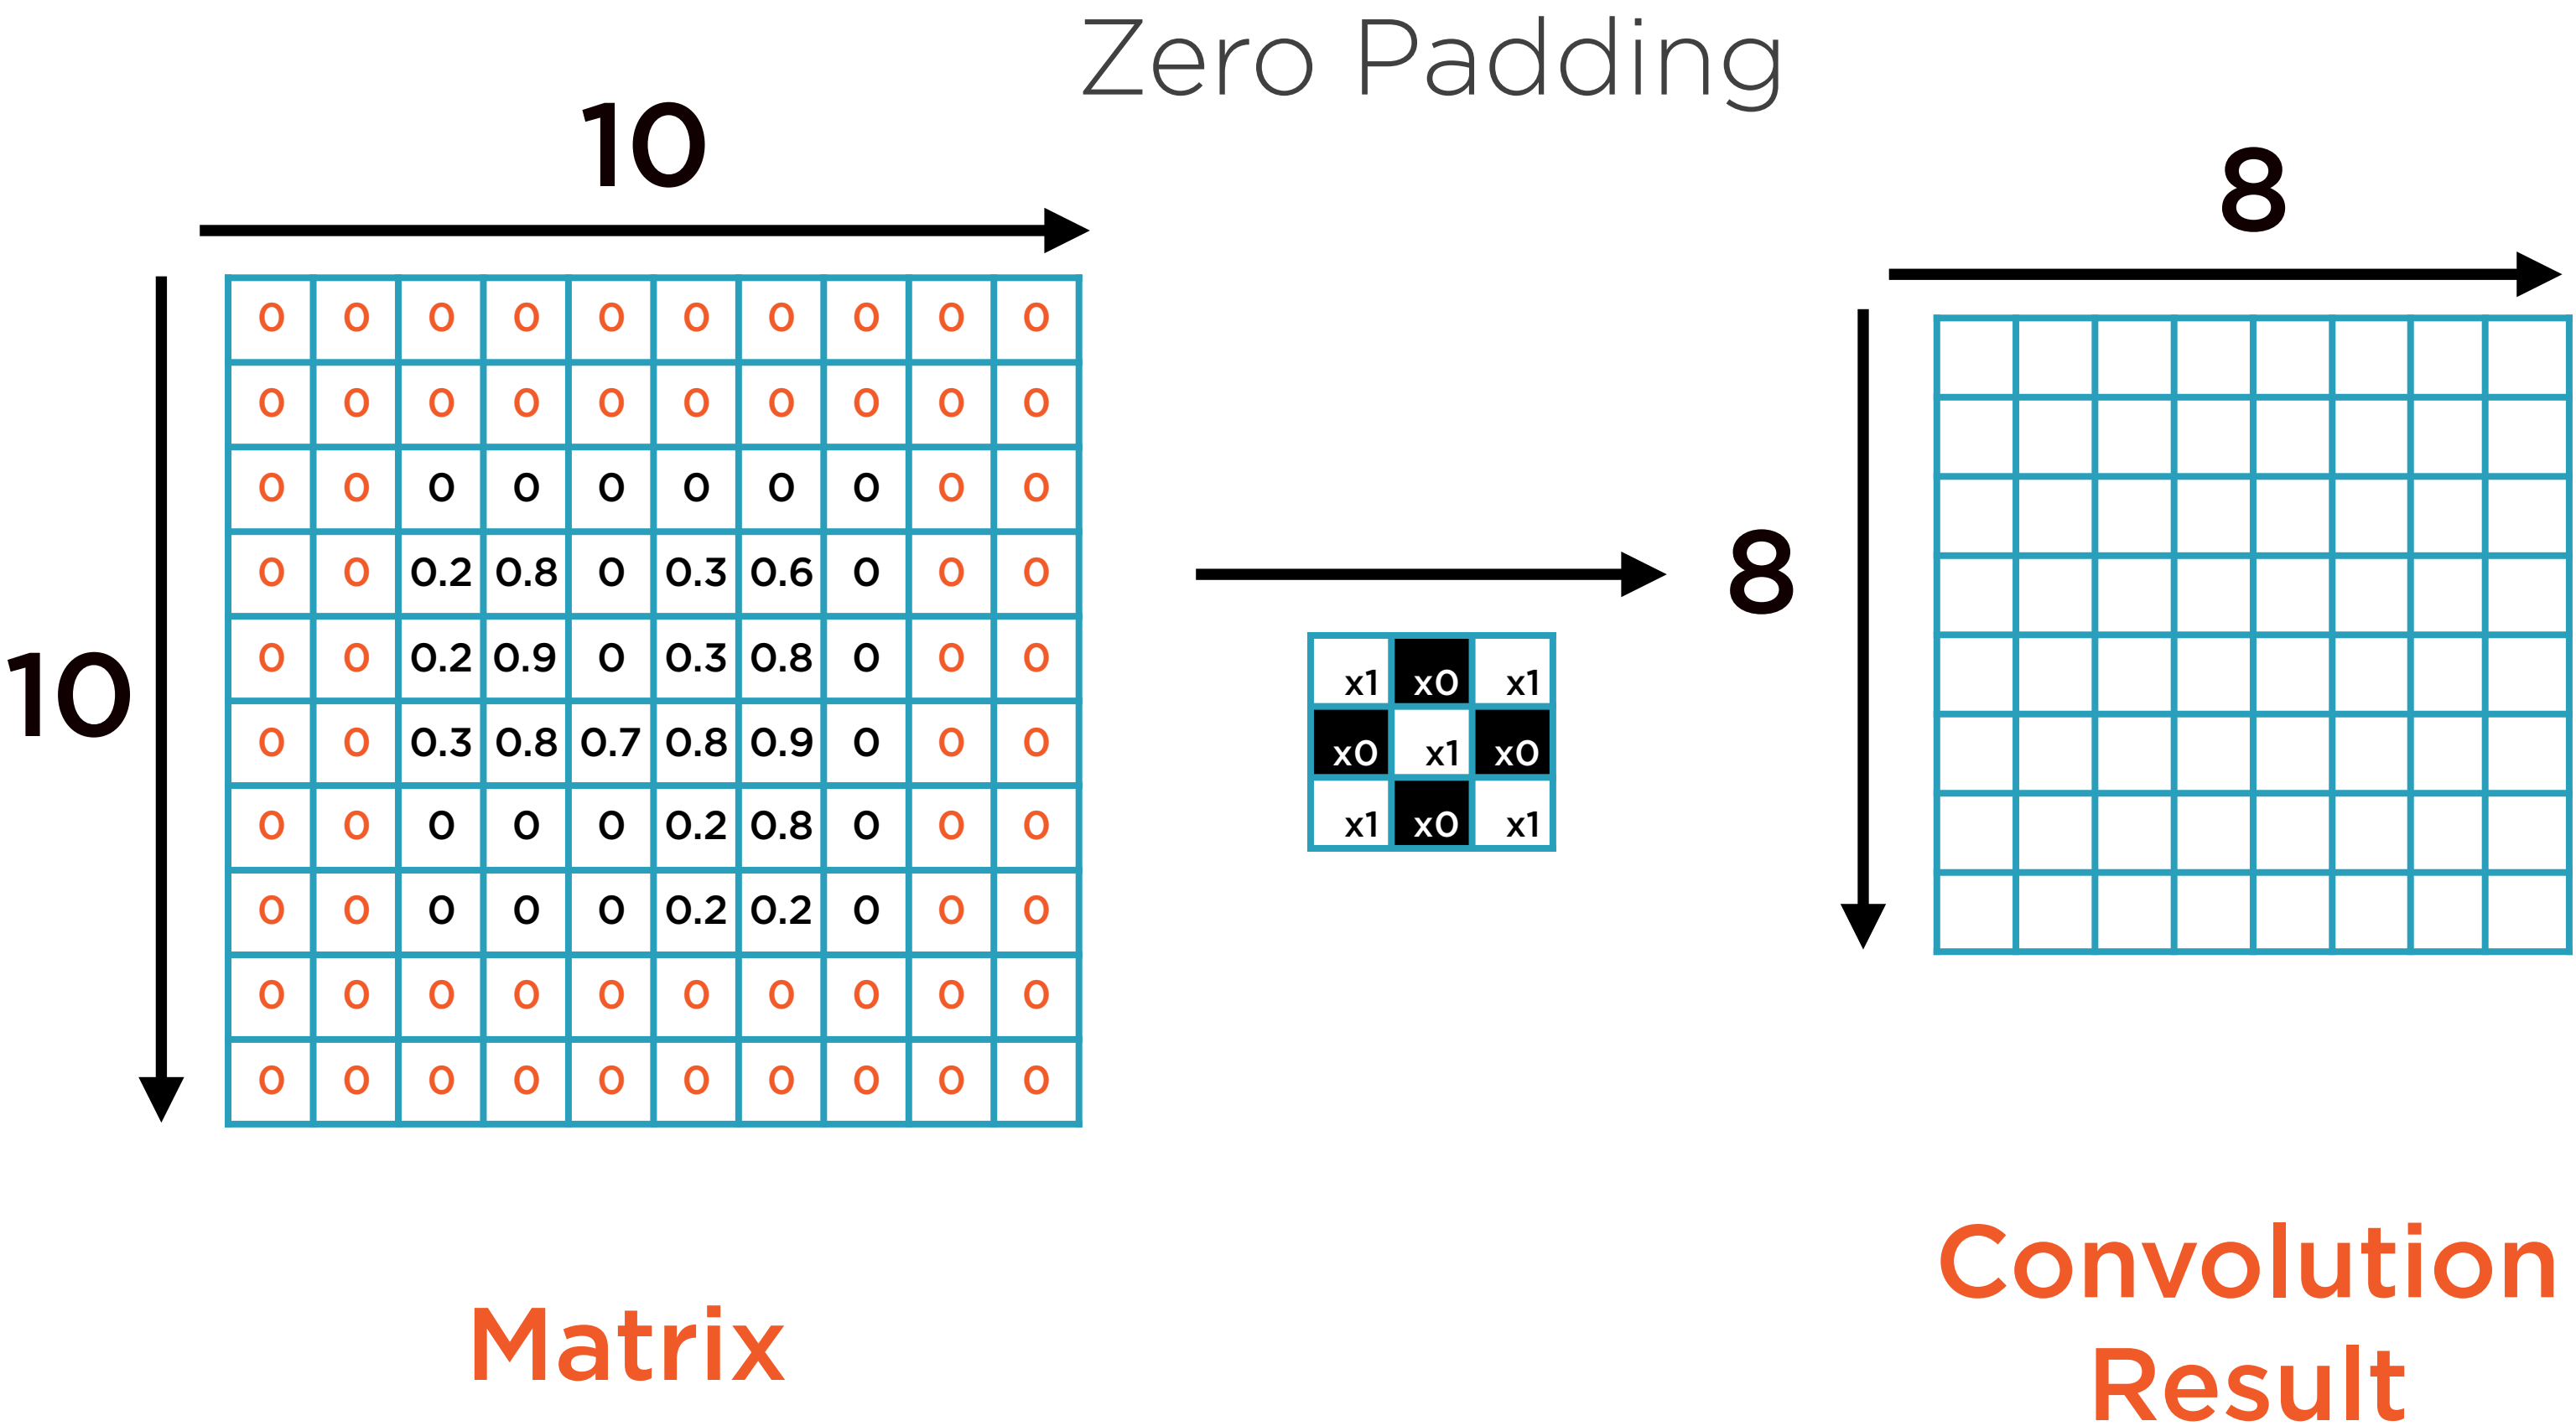 Zero Padding
10
8
0 0 0 0 0 0 0 0 0 0
0 0 0 0 0 0 0 0 0 0
0 0 0 0 0 0 0 0 0 0
0 0 0.2 0.8 0 0.3 0.6 0 0 0
0 0 0.2 0.9 0 0.3 0.8 0 0 0
0 0 0.3 0.8 0.7 0.8 0.9 0 0 0
0 0 0 0 0 0.2 0.8 0 0 0
0 0 0 0 0 0.2 0.2 0 0 0
0 0 0 0 0 0 0 0 0 0
0 0 0 0 0 0 0 0 0 0
10
x1 x0 x1
x0 x1 x0
x1 x0 x1
8
Matrix
Convolution
Result